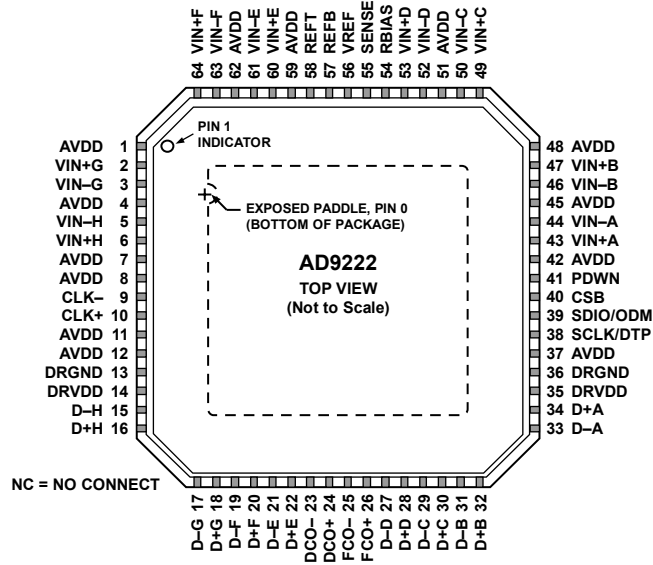 64 VIN+F
63 VIN–F
62 AVDD
61 VIN–E
60 VIN+E
59 AVDD
58 REFT
57 REFB
56 VREF
55 SENSE
54 RBIAS
53 VIN+D
52 VIN–D
51 AVDD
50 VIN–C
49 VIN+C
AVDD 1
VIN+G 2
VIN–G 3
AVDD 4
VIN–H 5
VIN+H 6
AVDD 7
AVDD 8
CLK– 9
CLK+ 10
AVDD 11
AVDD 12
DRGND 13
DRVDD 14
D–H 15
D+H 16
PIN 1
INDICATOR
EXPOSED PADDLE, PIN 0
(BOTTOM OF PACKAGE)
AD9222
TOP VIEW
(Not to Scale)
48 AVDD
47 VIN+B
46 VIN–B
45 AVDD
44 VIN–A
43 VIN+A
42 AVDD
41 PDWN
40 CSB
39 SDIO/ODM
38 SCLK/DTP
37 AVDD
36 DRGND
35 DRVDD
34 D+A
33 D–A
NC = NO CONNECT
D–G 17
D+G 18
D–F 19
D+F 20
D–E 21
D+E 22
DCO– 23
DCO+ 24
FCO– 25
FCO+ 26
D–D 27
D+D 28
D–C 29
D+C 30
D–B 31
D+B 32